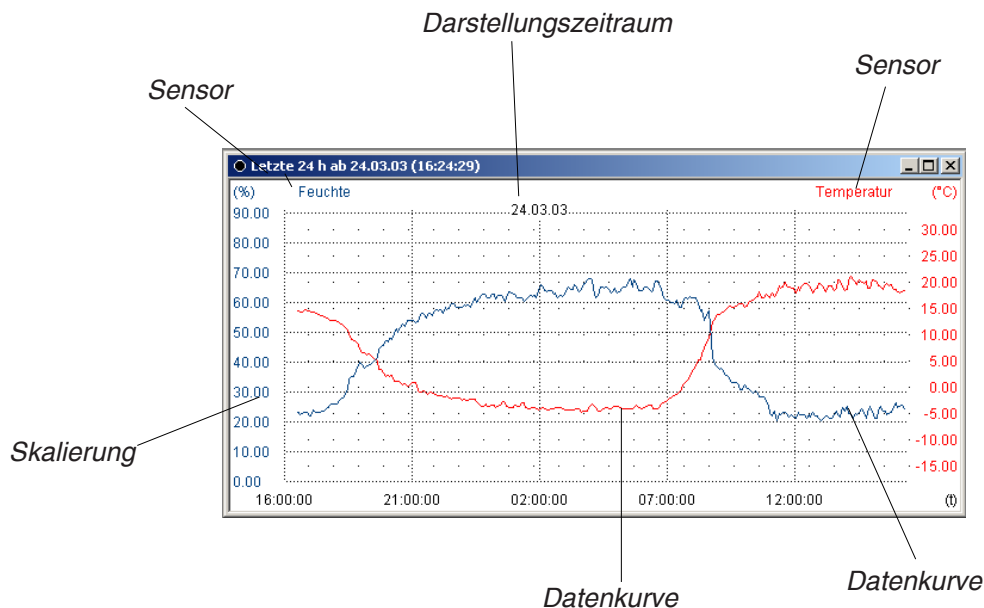 Darstellungszeitraum
Sensor
Sensor
Letzte 24 h ab 24.03.03 (16:24:29)
(%) Feuchte Temperatur (°C)
24.03.03
90.00
80.00
70.00
60.00
50.00
40.00
30.00
20.00
10.00
0.00
30.00
25.00
20.00
15.00
10.00
5.00
0.00
-5.00
-10.00
-15.00
16:00:00 21:00:00 02:00:00 07:00:00 12:00:00 (t)
Skalierung
Datenkurve
Datenkurve